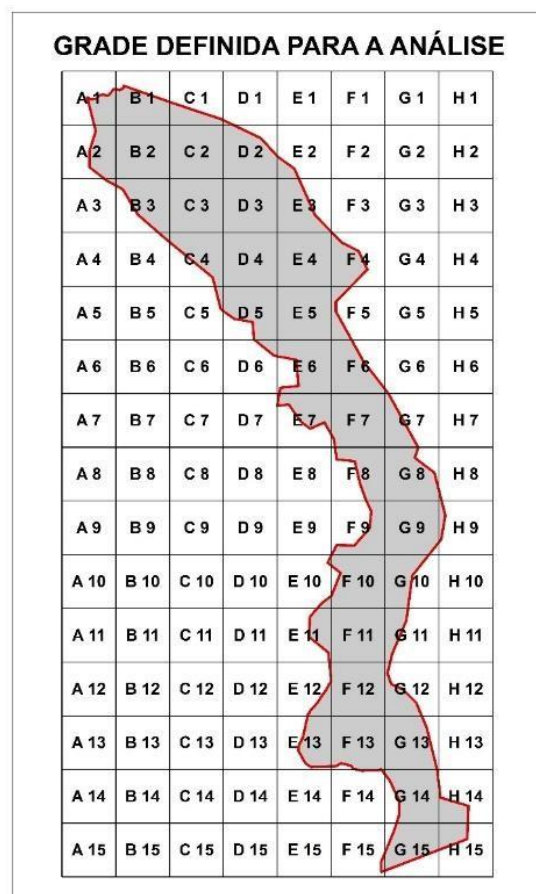 GRADE DEFINIDA PARA A ANÁLISE
A 1 B 1 C 1 D 1 E 1 F 1 G 1 H 1
A 2 B 2 C 2 D 2 E 2 F 2 G 2 H 2
A 3 B 3 C 3 D 3 E 3 F 3 G 3 H 3
A 4 B 4 C 4 D 4 E 4 F 4 G 4 H 4
A 5 B 5 C 5 D 5 E 5 F 5 G 5 H 5
A 6 B 6 C 6 D 6 E 6 F 6 G 6 H 6
A 7 B 7 C 7 D 7 E 7 F 7 G 7 H 7
A 8 B 8 C 8 D 8 E 8 F 8 G 8 H 8
A 9 B 9 C 9 D 9 E 9 F 9 G 9 H 9
A 10 B 10 C 10 D 10 E 10 F 10 G 10 H 10
A 11 B 11 C 11 D 11 E 11 F 11 G 11 H 11
A 12 B 12 C 12 D 12 E 12 F 12 G 12 H 12
A 13 B 13 C 13 D 13 E 13 F 13 G 13 H 13
A 14 B 14 C 14 D 14 E 14 F 14 G 14 H 14
A 15 B 15 C 15 D 15 E 15 F 15 G 15 H 15